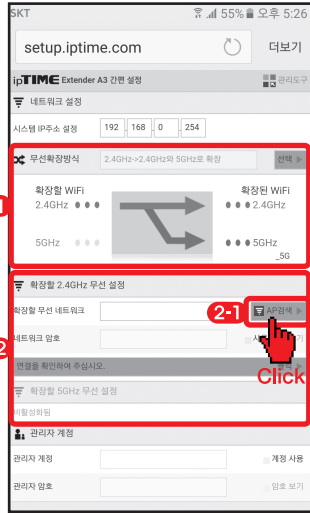 SKT 55% 오후 5:26
setup.iptime.com 더보기
ipTIME Extender A3 간편 설정 관리도구
네트워크 설정
시스템 IP주소 설정 192 . 168 . 0 . 254
무선확장방식 2.4GHz->2.4GHz와 5GHz로 확장 선택
확장할 WiFi 확장된 WiFi
2.4GHz 2.4GHz
5GHz 5GHz
_5G
확장할 2.4GHz 무선 설정
확장할 무선 네트워크 2-1 AP검색
2 네트워크 암호
Click
연결을 확인하여 주십시오.
확장할 5GHz 무선 설정
비활성화됨
관리자 계정
관리자 계정 계정 사용
관리자 암호 암호 보기